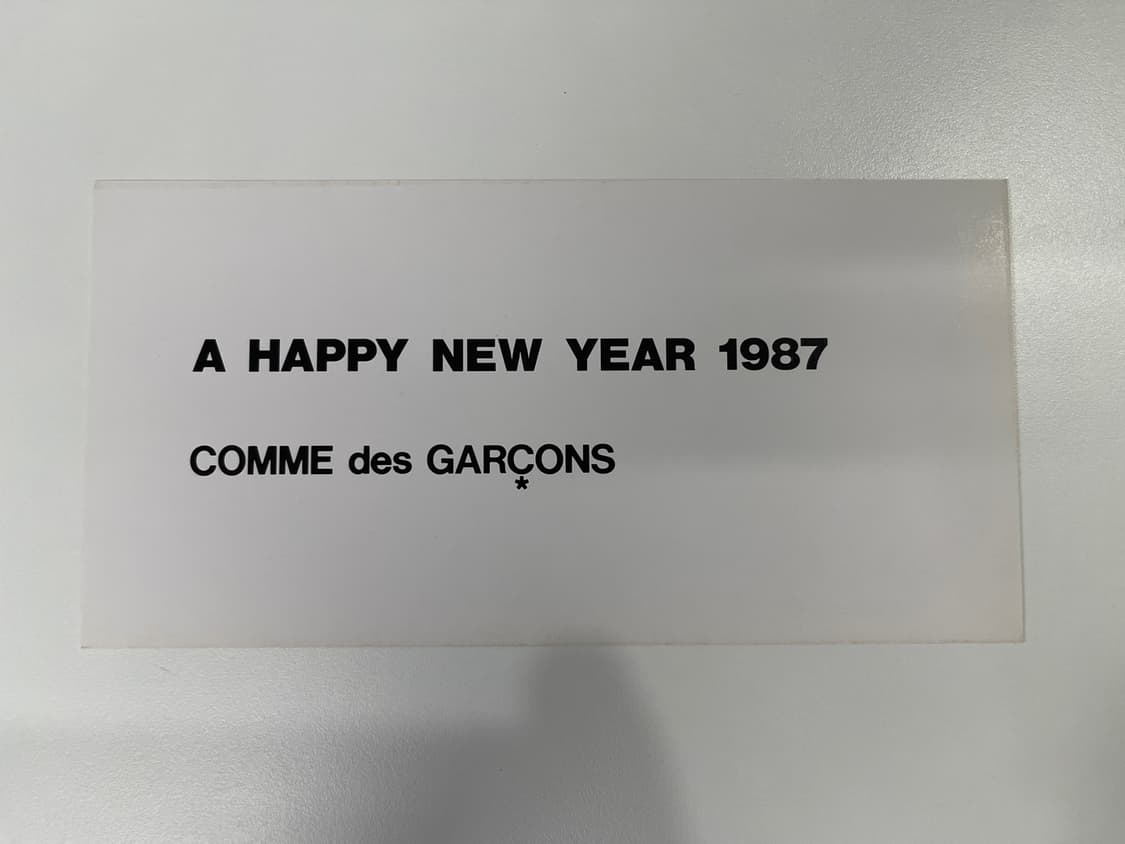 A HAPPY NEW YEAR 1987
COMME des GARÇONS
*